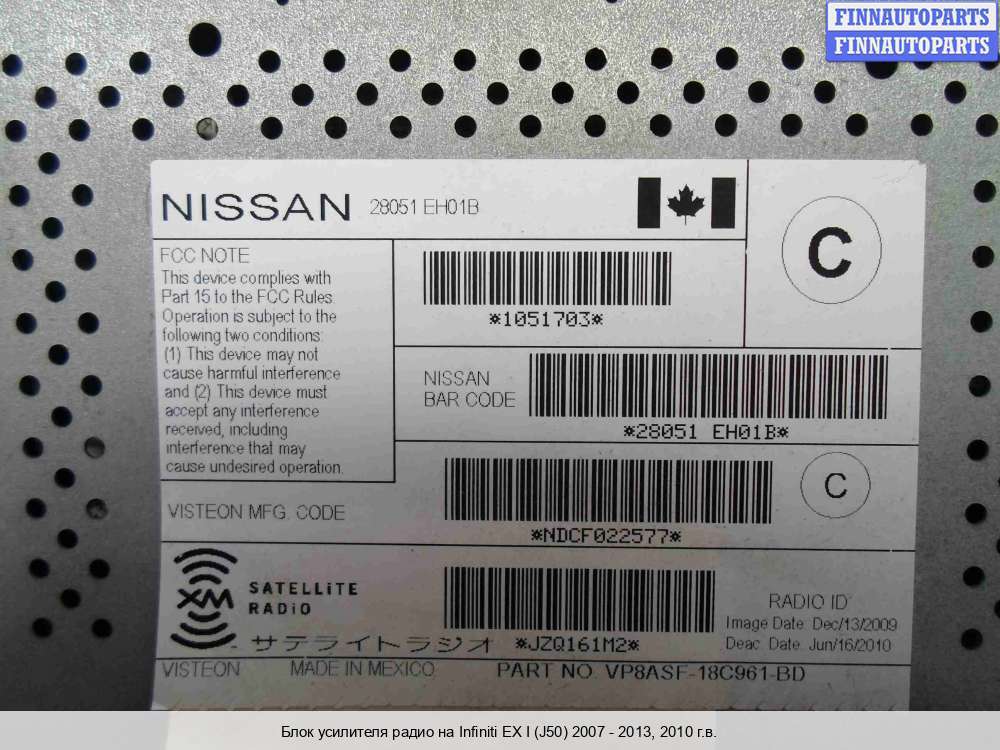 FINNAUTOPARTS
FINNAUTOPARTS
NISSAN 28051 EH01B
C
FCC NOTE
This device complies with
Part 15 to the FCC Rules.
Operation is subject to the
following two conditions:
(1) This device may not
cause harmful interference
and (2) This device must
accept any interference
received, including
interference that may
cause undesired operation.
*1051703*
NISSAN
BAR CODE
*28051 EH01B*
VISTEON MFG. CODE
*NDCF022577*
C
XM SATELLiTE
RADiO
サテライトラジオ
*JZQ161M2*
RADIO ID
Image Date: Dec/13/2009
Deac. Date: Jun/16/2010
VISTEON MADE IN MEXICO PART NO. VP8ASF-18C961-BD
Блок усилителя радио на Infiniti EX I (J50) 2007 - 2013, 2010 г.в.